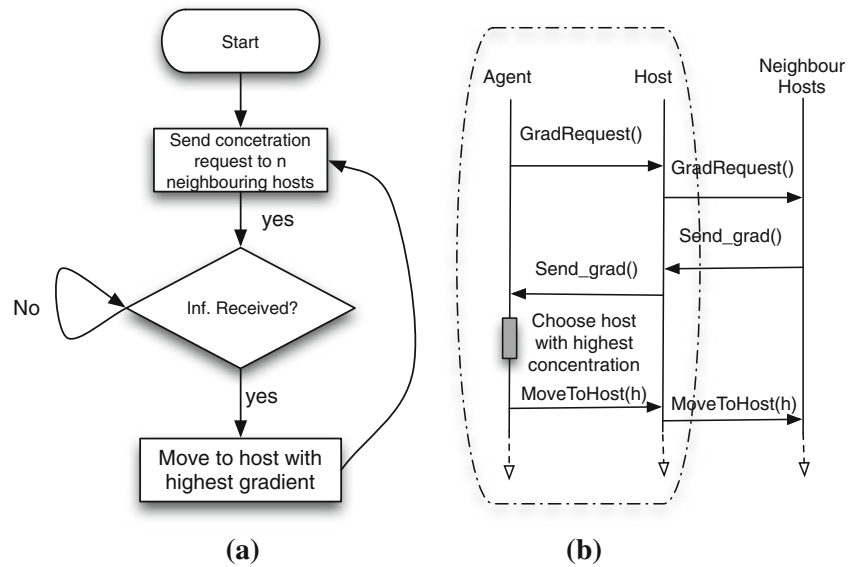 Start
Send concetration
request to n
neighbouring hosts
yes
Inf. Received?
No
yes
Move to host with
highest gradient
(a)
Agent
Host
Neighbour
Hosts
GradRequest()
GradRequest()
Send_grad()
Send_grad()
Choose host
with highest
concentration
MoveToHost(h)
MoveToHost(h)
(b)